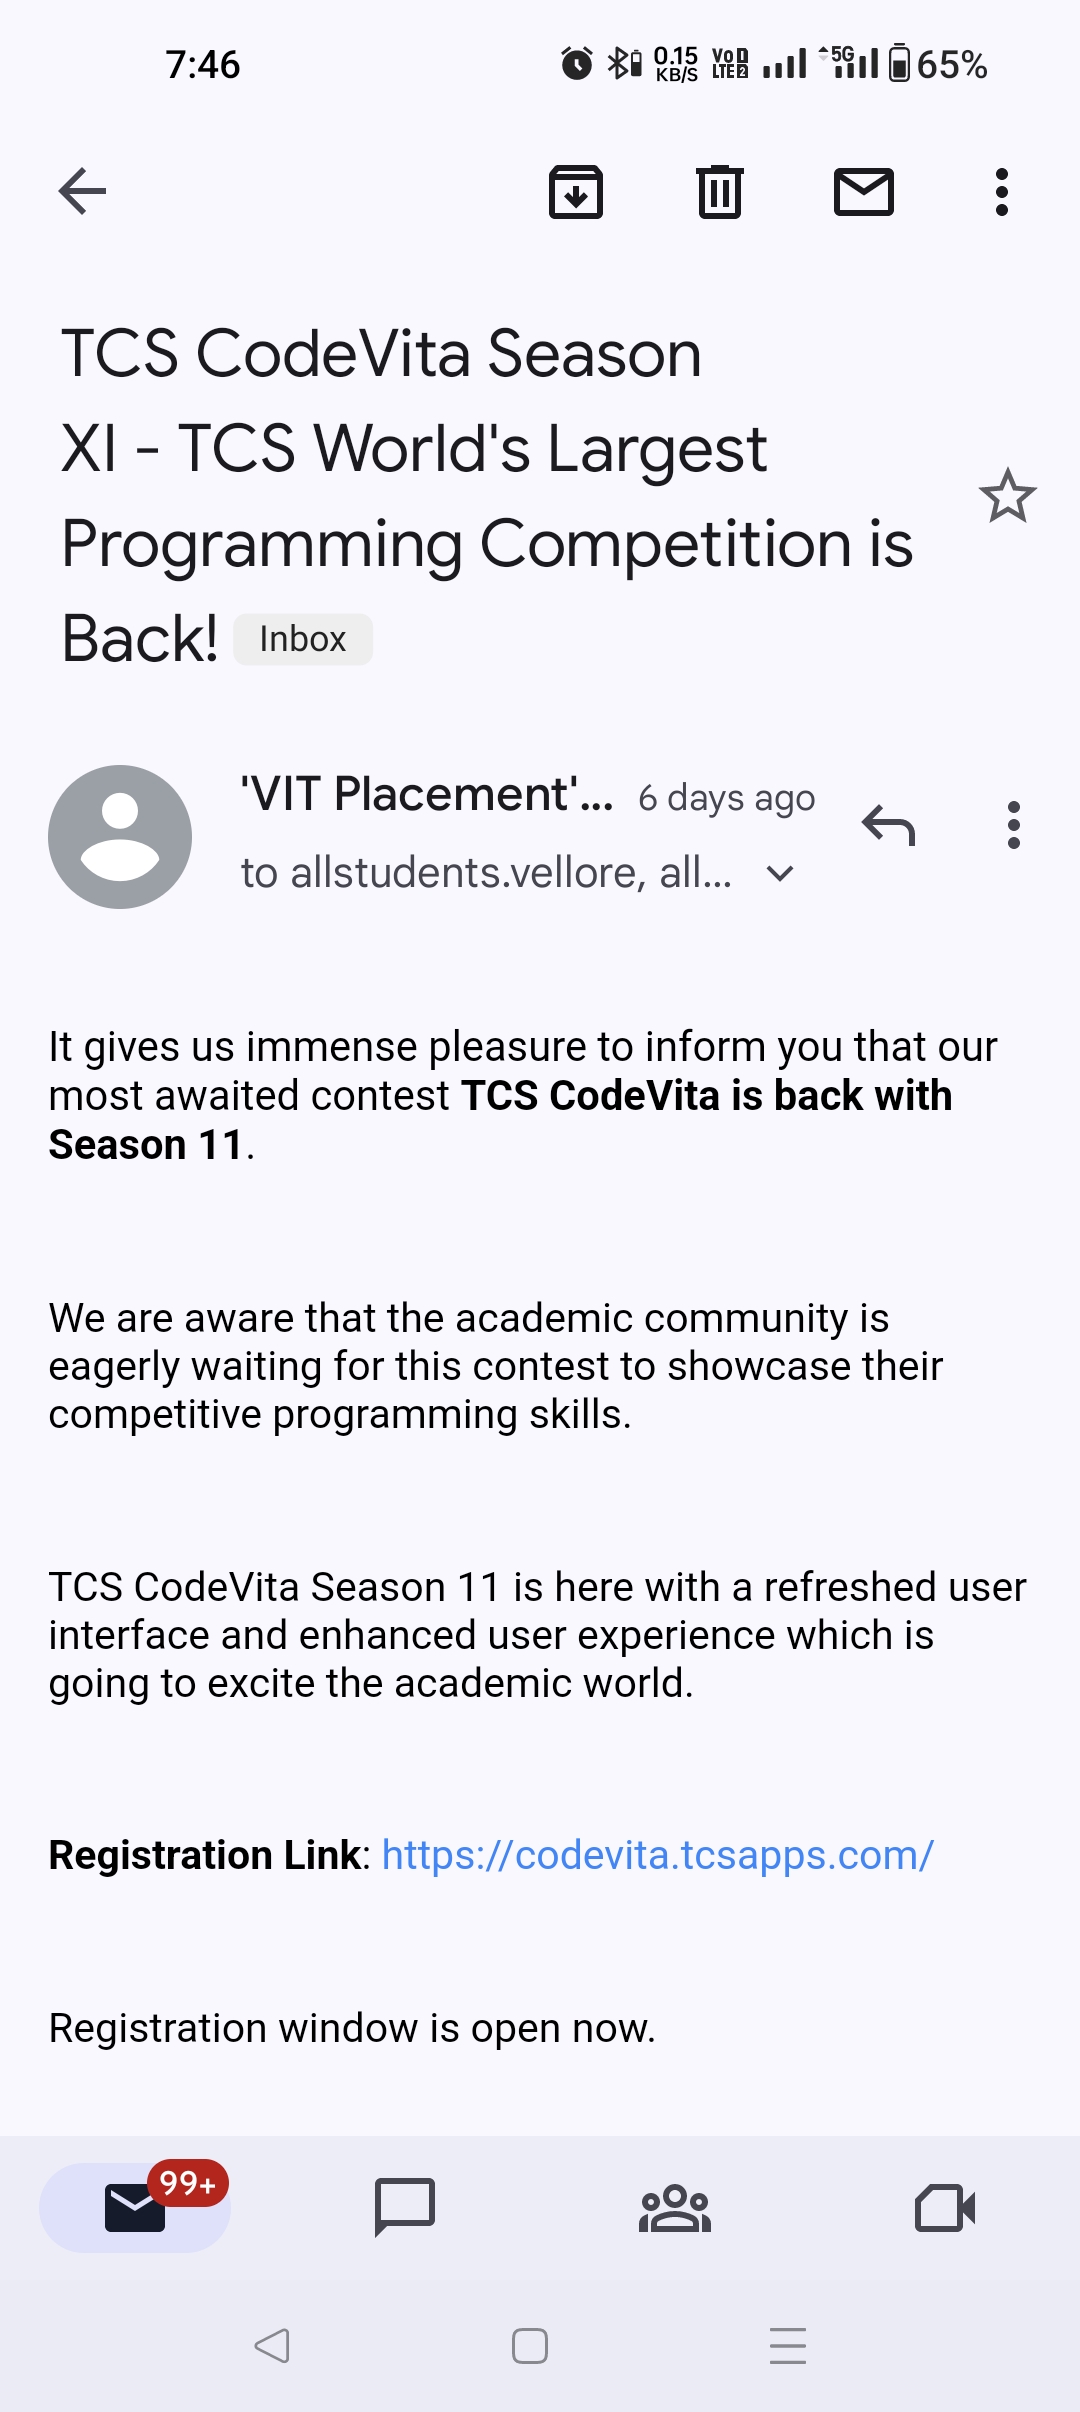 7:46
0.15 KB/S
VoD LTE2
5G
65%
TCS CodeVita Season
XI - TCS World's Largest
Programming Competition is
Back! Inbox
'VIT Placement'... 6 days ago
to allstudents.vellore, all...
It gives us immense pleasure to inform you that our
most awaited contest TCS CodeVita is back with
Season 11.
We are aware that the academic community is
eagerly waiting for this contest to showcase their
competitive programming skills.
TCS CodeVita Season 11 is here with a refreshed user
interface and enhanced user experience which is
going to excite the academic world.
Registration Link: https://codevita.tcsapps.com/
Registration window is open now.
99+